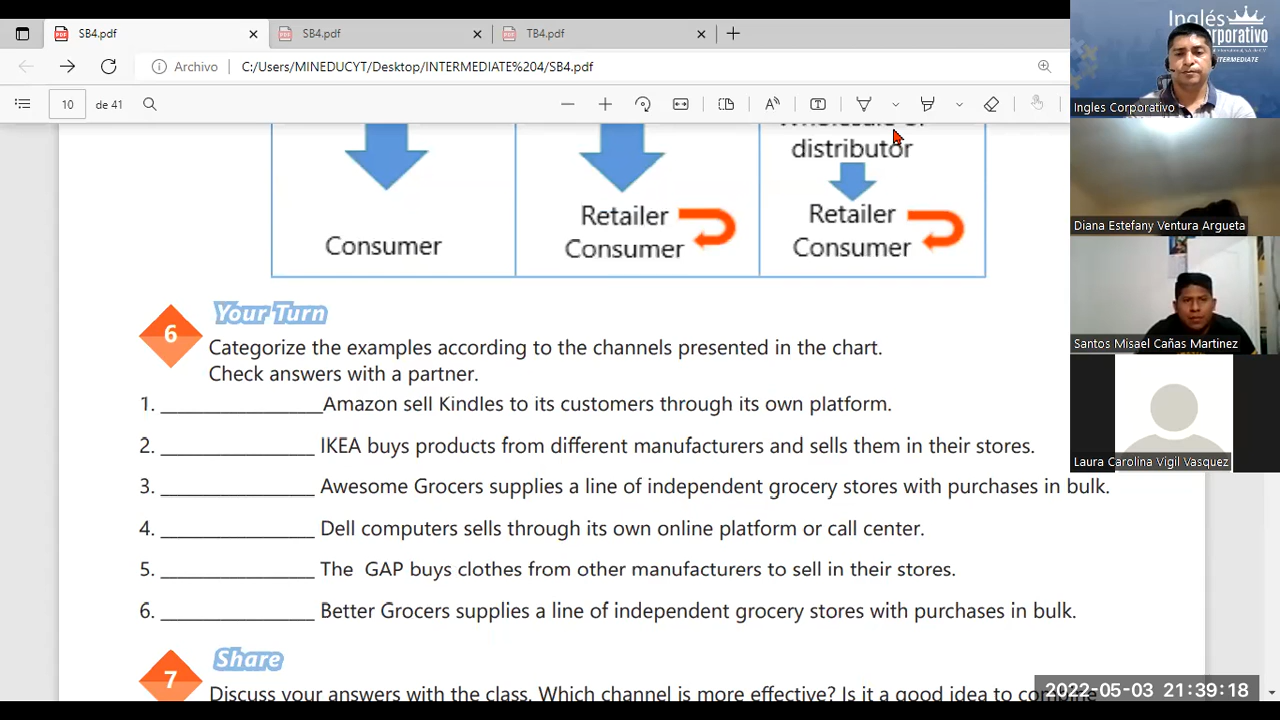 SB4.pdf
SB4.pdf
TB4.pdf
Archivo
C:/Users/MINEDUCYT/Desktop/INTERMEDIATE%204/SB4.pdf
10
de 41
distributor
Retailer
Consumer
Retailer
Consumer
Consumer
6
Your Turn
Categorize the examples according to the channels presented in the chart.
Check answers with a partner.
1. ________________Amazon sell Kindles to its customers through its own platform.
2. _______________ IKEA buys products from different manufacturers and sells them in their stores.
3. _______________ Awesome Grocers supplies a line of independent grocery stores with purchases in bulk.
4. _______________ Dell computers sells through its own online platform or call center.
5. _______________ The GAP buys clothes from other manufacturers to sell in their stores.
6. _______________ Better Grocers supplies a line of independent grocery stores with purchases in bulk.
7
Share
Discuss your answers with the class. Which channel is more effective? Is it a good idea to combine
2022-05-03 21:39:18
Inglés
Corporativo
INTERMEDIATE
Ingles Corporativo
Diana Estefany Ventura Argueta
Santos Misael Cañas Martinez
Laura Carolina Vigil Vasquez